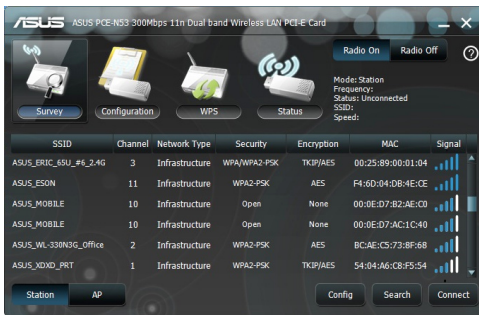 ASUS ASUS PCE-N53 300Mbps 11n Dual band Wireless LAN PCI-E Card
Radio On Radio Off
Mode: Station
Frequency:
Status: Unconnected
SSID:
Speed:
Survey Configuration WPS Status
SSID Channel Network Type Security Encryption MAC Signal
ASUS_ERIC_65U_#6_2.4G 3 Infrastructure WPA/WPA2-PSK TKIP/AES 00:25:89:00:01:04
ASUS_ESON 11 Infrastructure WPA2-PSK AES F4:6D:04:DB:4E:CE
ASUS_MOBILE 10 Infrastructure Open None 00:0E:D7:B2:AE:C0
ASUS_MOBILE 10 Infrastructure Open None 00:0E:D7:AC:1C:40
ASUS_WL-330N3G_Office 2 Infrastructure WPA2-PSK AES BC:AE:C5:73:8F:6B
ASUS_XDXD_PRT 1 Infrastructure WPA2-PSK TKIP/AES 54:04:A6:C8:F5:54
Station AP Config Search Connect